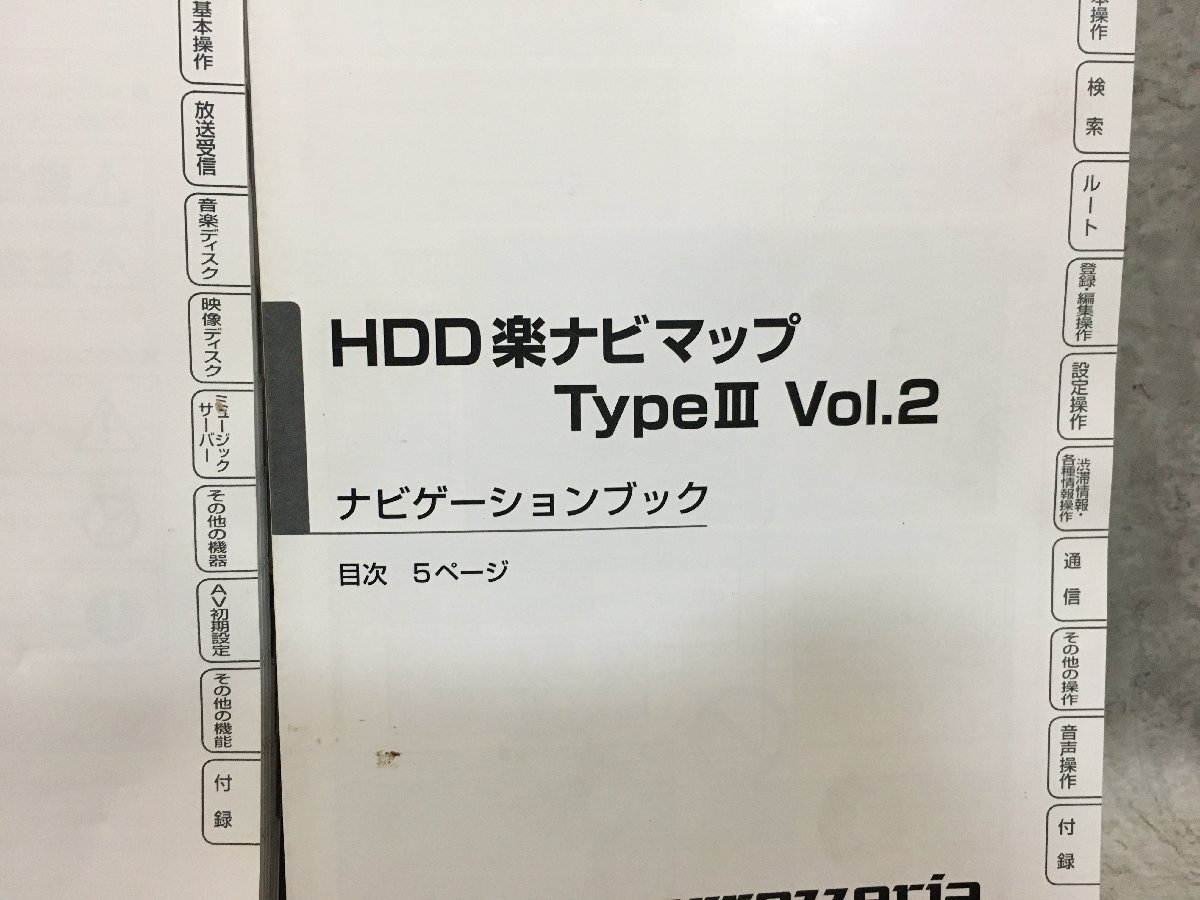 基本操作
放送受信
音楽ディスク
映像ディスク
ミュージック
サーバー
その他の機器
AV初期設定
その他の機能
付録
HDD楽ナビマップ
TypeⅢ Vol.2
ナビゲーションブック
目次 5ページ
本操作
検索
ルート
登録・編集操作
設定操作
渋滞情報・
各種情報操作
通信
その他の操作
音声操作
付録